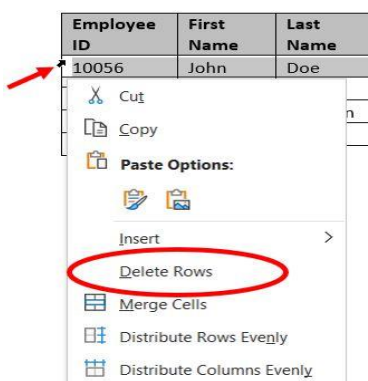 Employee ID First Name Last Name
10056 John Doe
n
Cut
Copy
Paste Options:
Insert
Delete Rows
Merge Cells
Distribute Rows Evenly
Distribute Columns Evenly